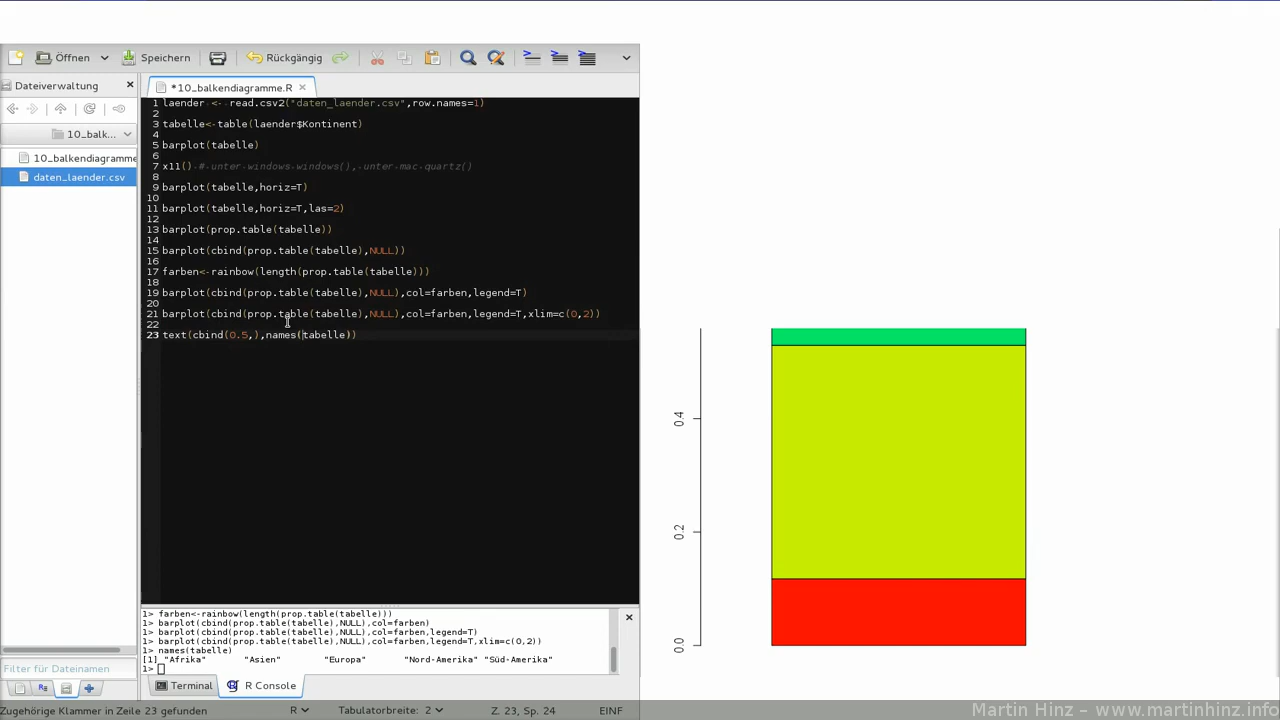 Öffnen
Speichern
Rückgängig
Dateiverwaltung
*10_balkendiagramme.R
10_balk...
10_balkendiagramme
daten_laender.csv
1 laender <- read.csv2("daten_laender.csv",row.names=1)
2
3 tabelle<-table(laender$Kontinent)
4
5 barplot(tabelle)
6
7 x11() # unter windows windows(), unter mac quartz()
8
9 barplot(tabelle,horiz=T)
10
11 barplot(tabelle,horiz=T,las=2)
12
13 barplot(prop.table(tabelle))
14
15 barplot(cbind(prop.table(tabelle),NULL))
16
17 farben<-rainbow(length(prop.table(tabelle)))
18
19 barplot(cbind(prop.table(tabelle),NULL),col=farben,legend=T)
20
21 barplot(cbind(prop.table(tabelle),NULL),col=farben,legend=T,xlim=c(0,2))
22
23 text(cbind(0.5,),names(tabelle))
1> farben<-rainbow(length(prop.table(tabelle)))
1> barplot(cbind(prop.table(tabelle),NULL),col=farben)
1> barplot(cbind(prop.table(tabelle),NULL),col=farben,legend=T)
1> barplot(cbind(prop.table(tabelle),NULL),col=farben,legend=T,xlim=c(0,2))
1> names(tabelle)
[1] "Afrika" "Asien" "Europa" "Nord-Amerika" "Süd-Amerika"
1>
Filter für Dateinamen
Terminal
R Console
Zugehörige Klammer in Zeile 23 gefunden
R
Tabulatorbreite: 2
Z. 23, Sp. 24
EINF
0.4
0.2
0.0
Martin Hinz - www.martinhinz.info